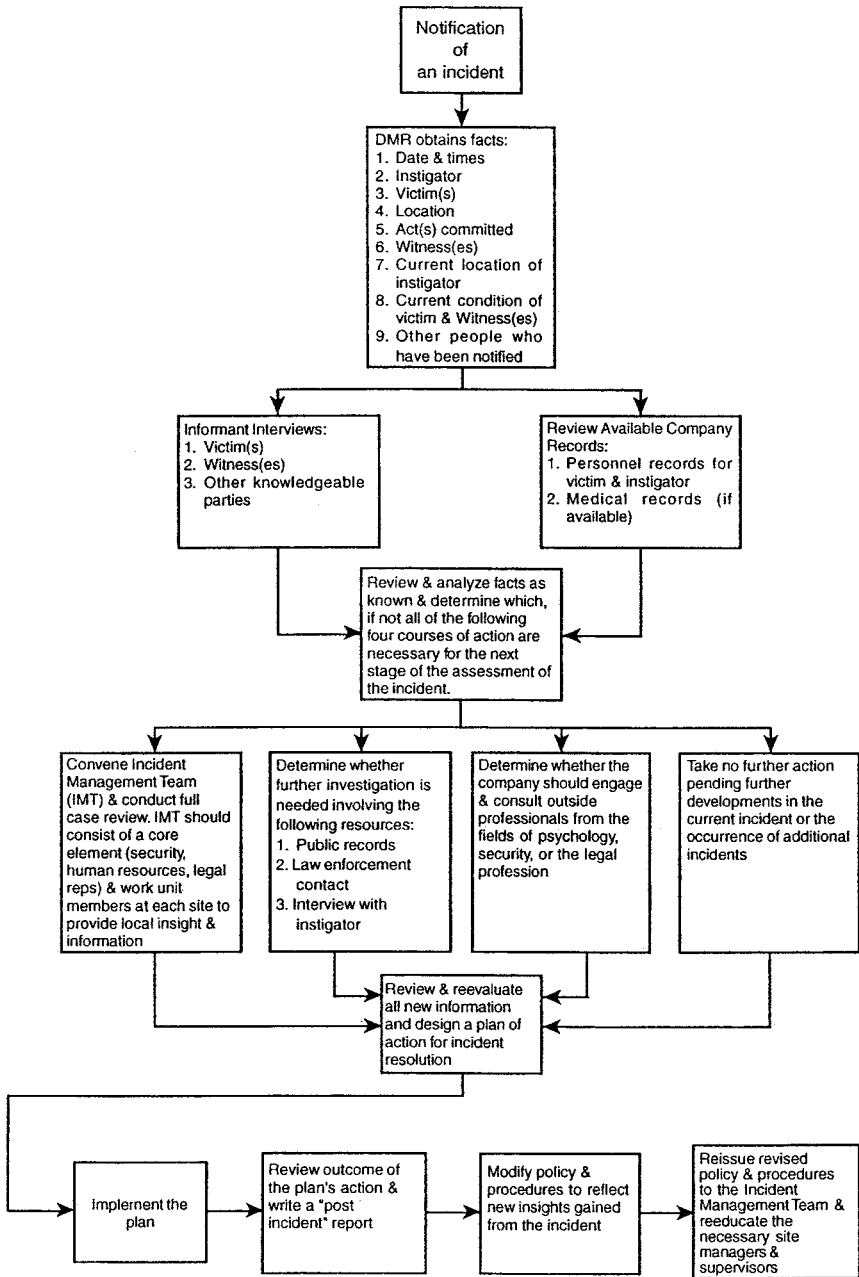 Notification
of
an incident
DMR obtains facts:
1. Date & times
2. Instigator
3. Victim(s)
4. Location
5. Act(s) committed
6. Witness(es)
7. Current location of
instigator
8. Current condition of
victim & Witness(es)
9. Other people who
have been notified
Informant Interviews:
1. Victim(s)
2. Witness(es)
3. Other knowledgeable
parties
Review Available Company
Records:
1. Personnel records for
victim & instigator
2. Medical records (if
available)
Review & analyze facts as
known & determine which,
if not all of the following
four courses of action are
necessary for the next
stage of the assessment of
the incident.
Convene Incident
Management Team
(IMT) & conduct full
case review. IMT should
consist of a core
element (security,
human resources, legal
reps) & work unit
members at each site to
provide local insight &
information
Determine whether
further investigation is
needed involving the
following resources:
1. Public records
2. Law enforcement
contact
3. Interview with
instigator
Determine whether the
company should engage
& consult outside
professionals from the
fields of psychology,
security, or the legal
profession
Take no further action
pending further
developments in the
current incident or the
occurrence of additional
incidents
Review & reevaluate
all new information
and design a plan of
action for incident
resolution
Implement the
plan
Review outcome of
the plan's action &
write a "post
incident" report
Modify policy &
procedures to reflect
new insights gained
from the incident
Reissue revised
policy & procedures
to the Incident
Management Team &
reeducate the
necessary site
managers &
supervisors